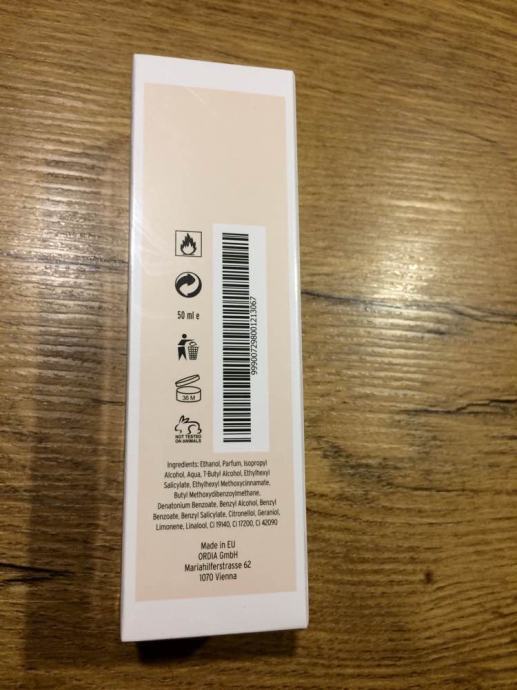 50 ml e
36 M
NOT TESTED
ON ANIMALS
999007298001213067
Ingredients: Ethanol, Parfum, Isopropyl
Alcohol, Aqua, T-Butyl Alcohol, Ethylhexyl
Salicylate, Ethylhexyl Methoxycinnamate,
Butyl Methoxydibenzoylmethane,
Denatonium Benzoate, Benzyl Alcohol, Benzyl
Benzoate, Benzyl Salicylate, Citronellol, Geraniol,
Limonene, Linalool, Ci 19140, Ci 17200, Ci 42090
Made in EU
ORDIA GmbH
Mariahilferstrasse 62
1070 Vienna